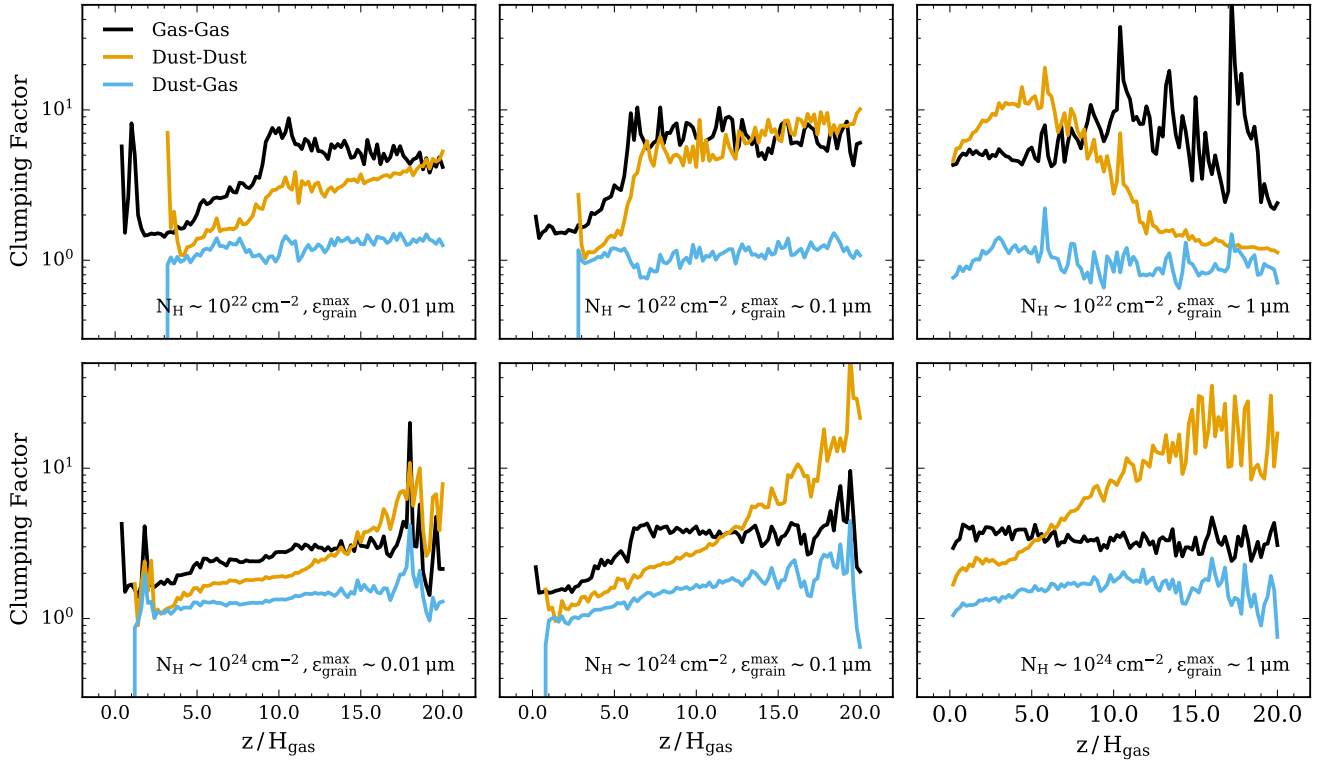 Gas-Gas
Dust-Dust
Dust-Gas
Clumping Factor
10¹
10⁰
N_H ∼ 10²² cm⁻², ε_grain^max ∼ 0.01 μm
N_H ∼ 10²² cm⁻², ε_grain^max ∼ 0.1 μm
N_H ∼ 10²² cm⁻², ε_grain^max ∼ 1 μm
Clumping Factor
10¹
10⁰
N_H ∼ 10²⁴ cm⁻², ε_grain^max ∼ 0.01 μm
N_H ∼ 10²⁴ cm⁻², ε_grain^max ∼ 0.1 μm
N_H ∼ 10²⁴ cm⁻², ε_grain^max ∼ 1 μm
0.0 5.0 10.0 15.0 20.0
0.0 5.0 10.0 15.0 20.0
0.0 5.0 10.0 15.0 20.0
z / H_gas
z / H_gas
z / H_gas